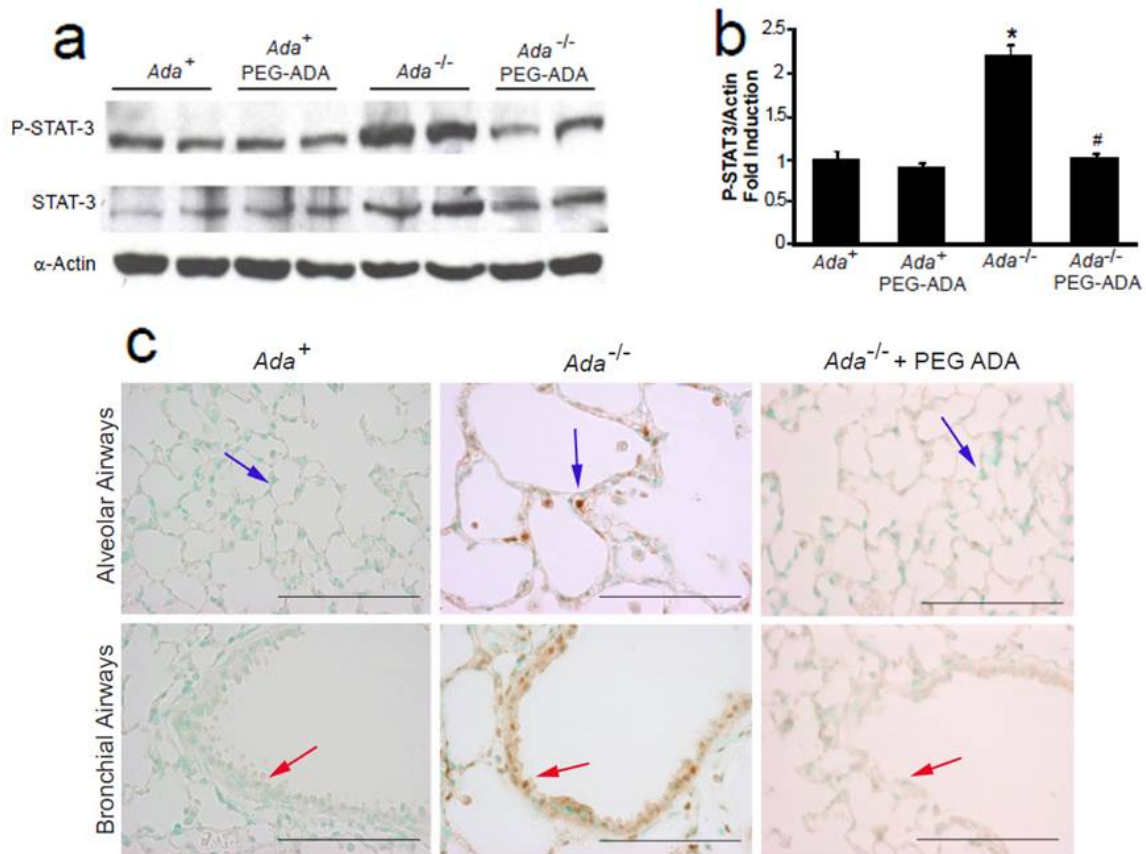 a
Ada+
Ada+
PEG-ADA
Ada-/-
Ada-/-
PEG-ADA
P-STAT-3
STAT-3
α-Actin
b
P-STAT3/Actin
Fold Induction
2.5
2
1.5
1
0.5
0
*
#
Ada+
Ada+
PEG-ADA
Ada-/-
Ada-/-
PEG-ADA
c
Ada+
Ada-/-
Ada-/- + PEG ADA
Alveolar Airways
Bronchial Airways